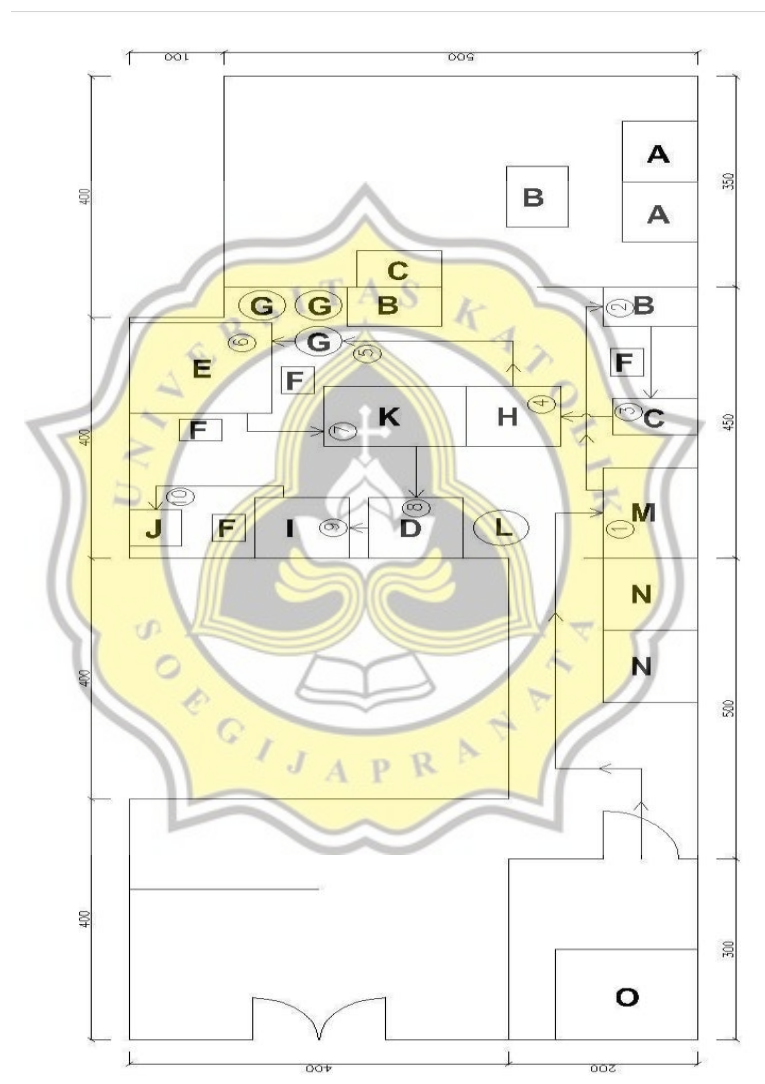 100 500
A
350
400
B
A
C
G G B
2 B
UNIVERSITAS KATOLIK
G
6
5
E
F
F
4
3 C
K H
7
450
400
F
10
8
M
J F I 9 D L
1
N
N
400
500
SOEGIJAPRANATA
400
300
O
400 200